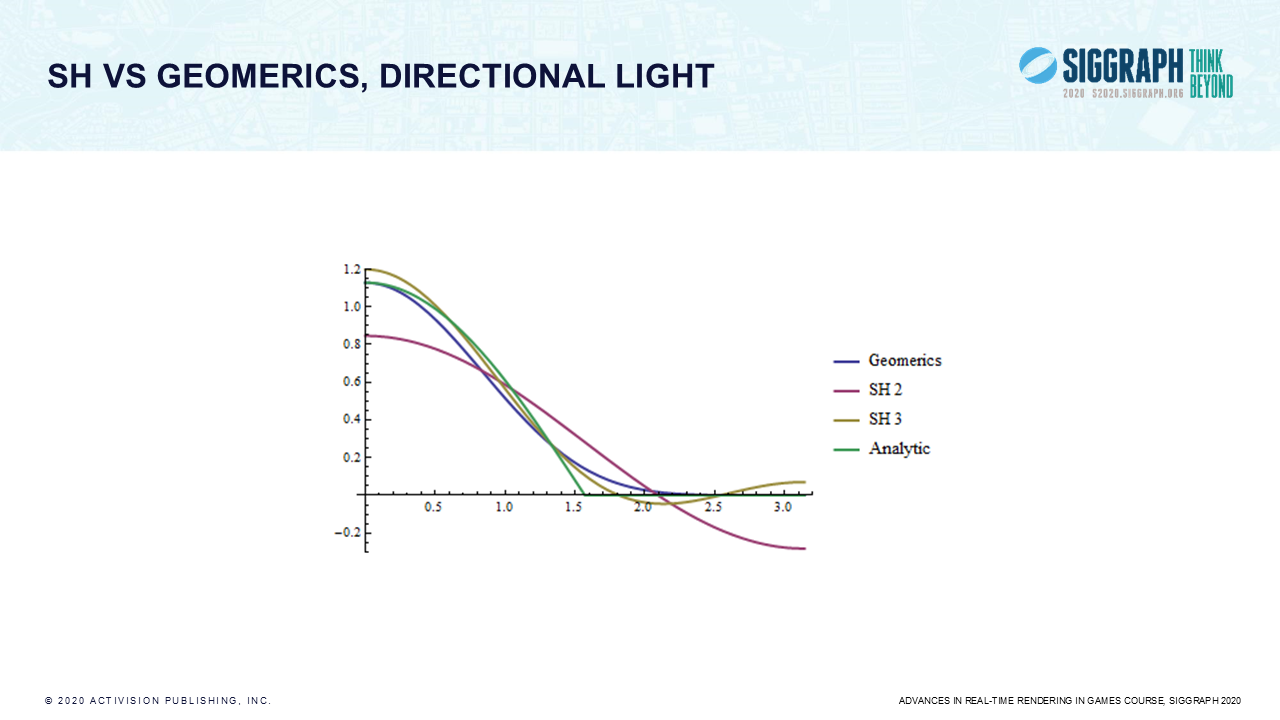 SH VS GEOMERICS, DIRECTIONAL LIGHT
SIGGRAPH THINK BEYOND
2020 S2020.SIGGRAPH.ORG
1.2
1.0
0.8
0.6
0.4
0.2
−0.2
0.5 1.0 1.5 2.0 2.5 3.0
Geomerics
SH 2
SH 3
Analytic
© 2020 ACTIVISION PUBLISHING, INC.
ADVANCES IN REAL-TIME RENDERING IN GAMES COURSE, SIGGRAPH 2020